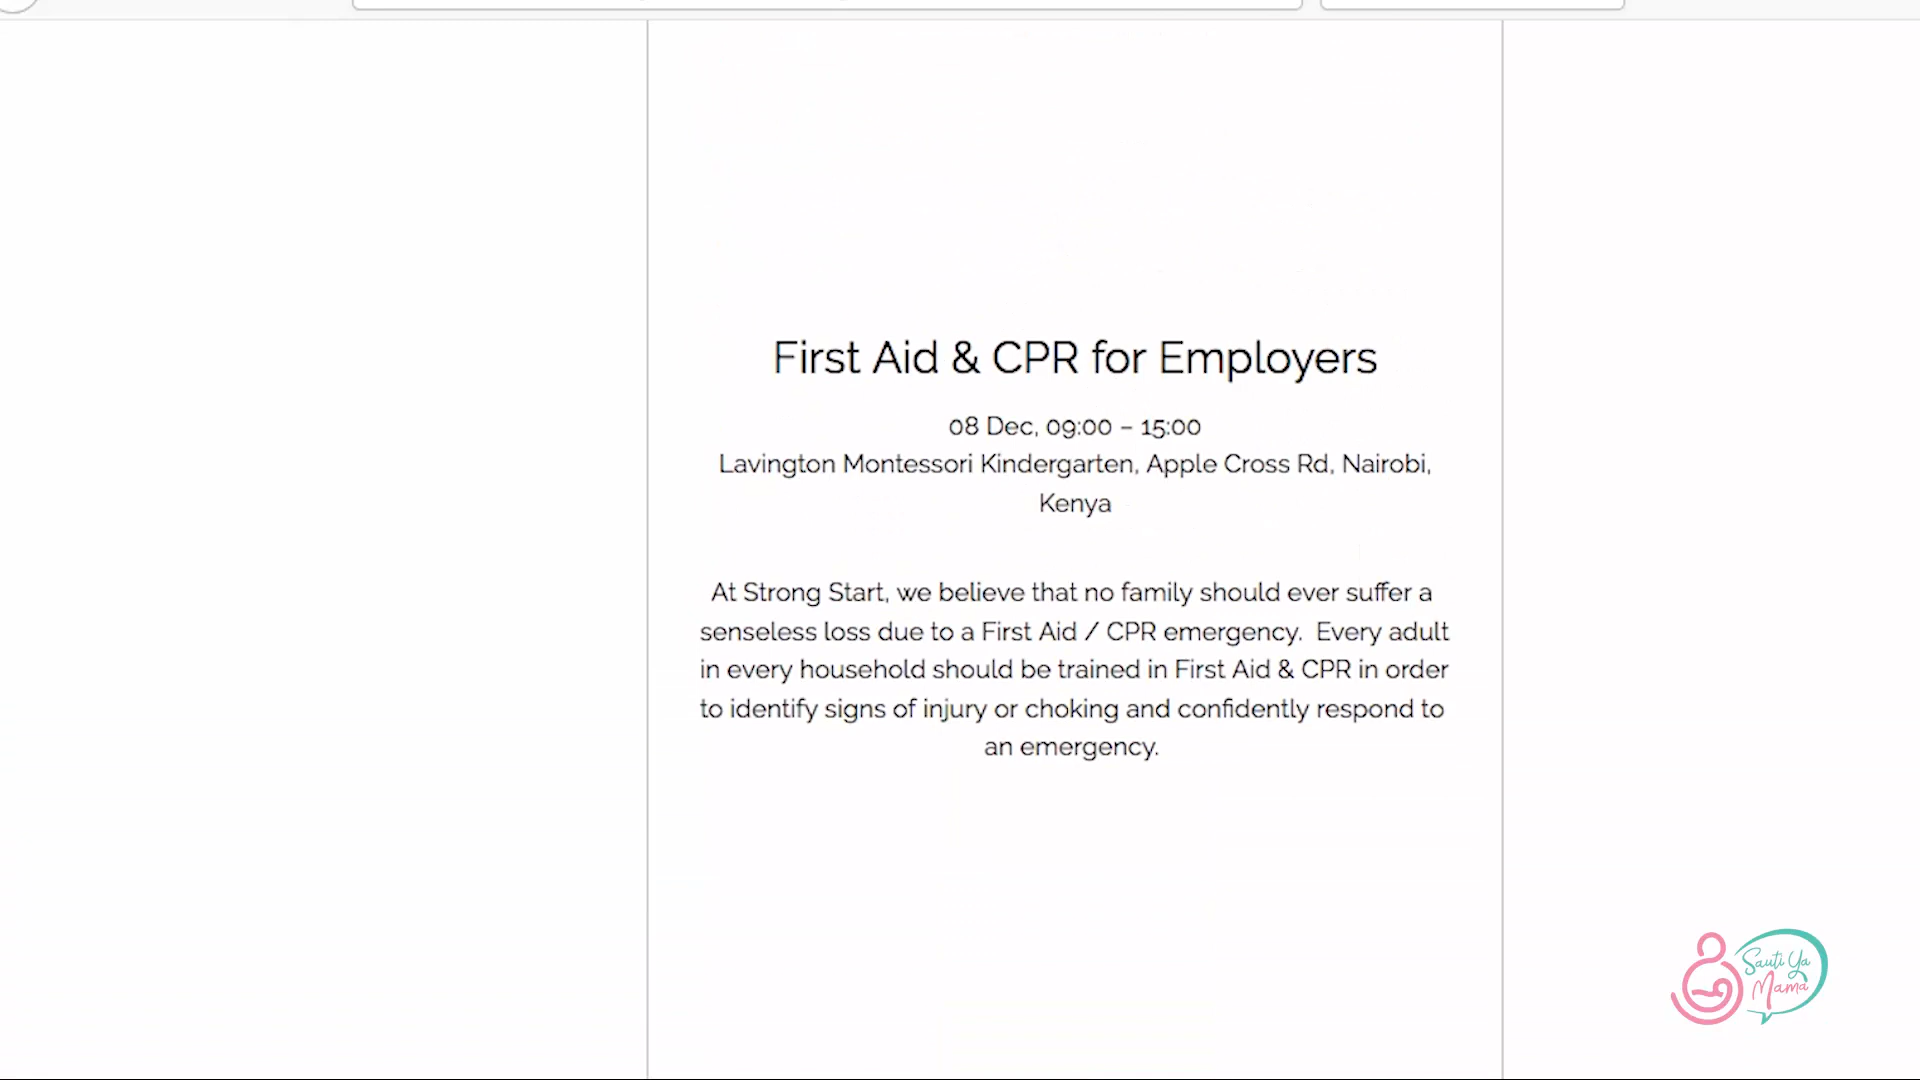 First Aid & CPR for Employers
08 Dec, 09:00 – 15:00
Lavington Montessori Kindergarten, Apple Cross Rd, Nairobi,
Kenya
At Strong Start, we believe that no family should ever suffer a
senseless loss due to a First Aid / CPR emergency.  Every adult
in every household should be trained in First Aid & CPR in order
to identify signs of injury or choking and confidently respond to
an emergency.
Sauti Ya
Mama